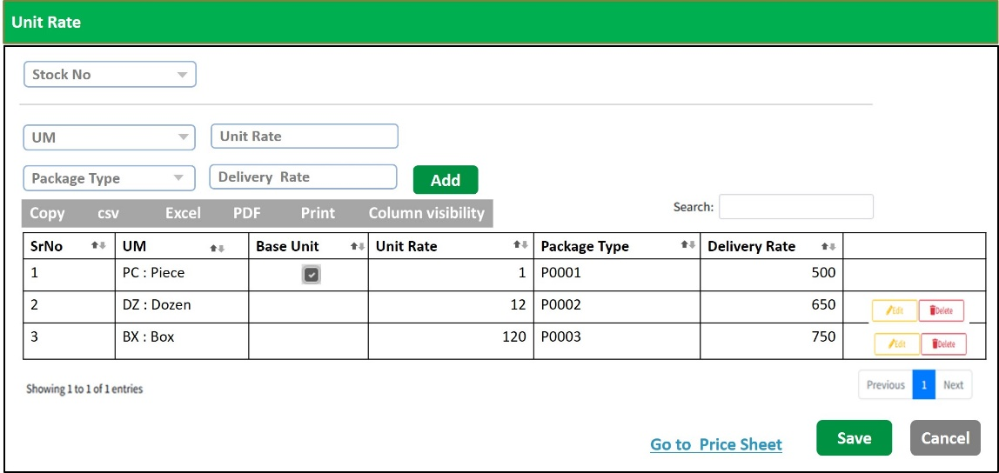 Unit Rate
Stock No
UM Unit Rate
Package Type Delivery Rate Add
Copy csv Excel PDF Print Column visibility Search:
SrNo UM Base Unit Unit Rate Package Type Delivery Rate
1 PC : Piece 1 P0001 500
2 DZ : Dozen 12 P0002 650 Edit Delete
3 BX : Box 120 P0003 750 Edit Delete
Showing 1 to 1 of 1 entries Previous 1 Next
Go to Price Sheet Save Cancel